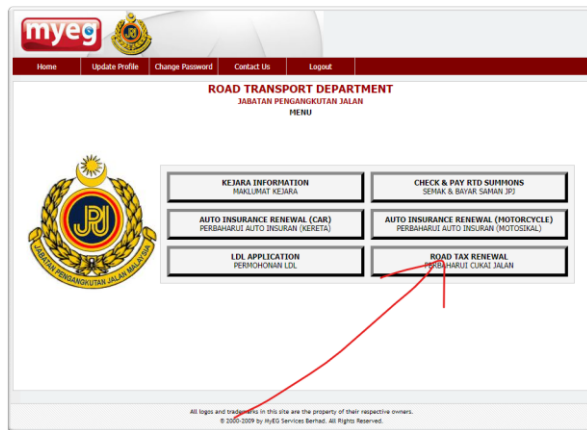 myeg
Home Update Profile Change Password Contact Us Logout
ROAD TRANSPORT DEPARTMENT
JABATAN PENGANGKUTAN JALAN
MENU
KEJARA INFORMATION
MAKLUMAT KEJARA
CHECK & PAY RTD SUMMONS
SEMAK & BAYAR SAMAN JPJ
AUTO INSURANCE RENEWAL (CAR)
PERBAHARUI AUTO INSURAN (KERETA)
AUTO INSURANCE RENEWAL (MOTORCYCLE)
PERBAHARUI AUTO INSURAN (MOTOSIKAL)
LDL APPLICATION
PERMOHONAN LDL
ROAD TAX RENEWAL
PERBAHARUI CUKAI JALAN
JPJ
JABATAN PENGANGKUTAN JALAN MALAYSIA
All logos and trademarks in this site are the property of their respective owners.
© 2000-2009 by MyEG Services Berhad. All Rights Reserved.